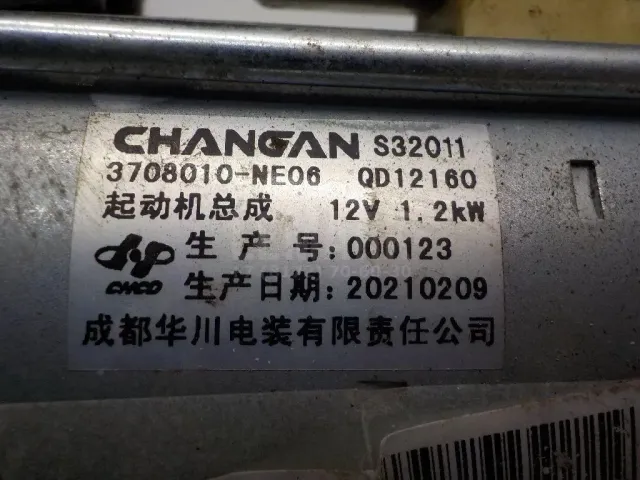 CHANGAN S32011
3708010-NE06 QD12160
起动机总成 12V 1.2kW
生产号:000123
CMCD 生产日期:20210209
成都华川电装有限责任公司